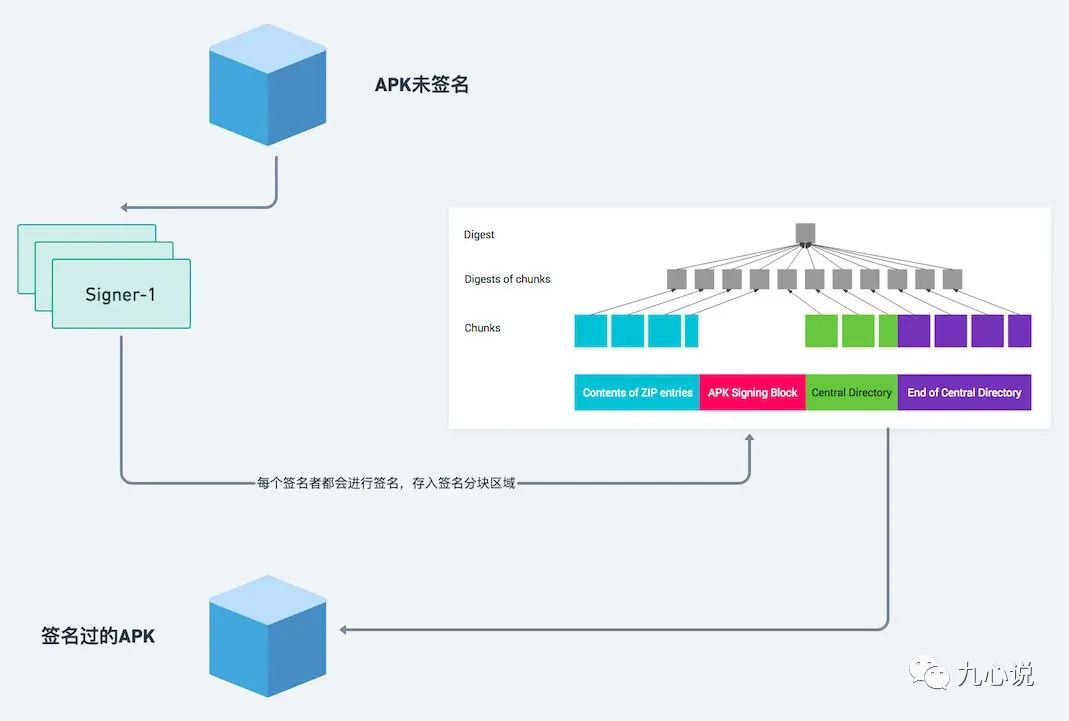 APK未签名
Signer-1
Digest
Digests of chunks
Chunks
Contents of ZIP entries
APK Signing Block
Central Directory
End of Central Directory
每个签名者都会进行签名，存入签名分块区域
签名过的APK
九心说